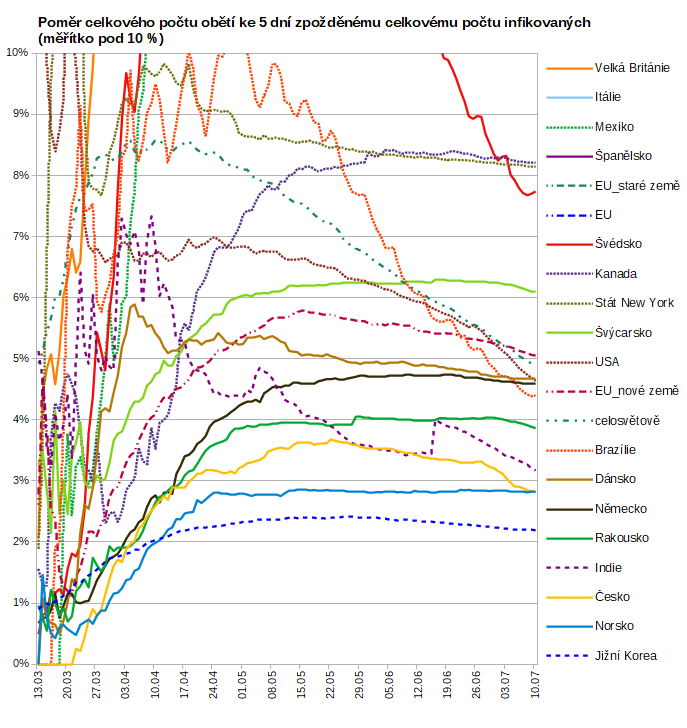 Poměr celkového počtu obětí ke 5 dní zpožděnému celkovému počtu infikovaných
(měřítko pod 10 %)
10%
9%
8%
7%
6%
5%
4%
3%
2%
1%
0%
13.03
20.03
27.03
03.04
10.04
17.04
24.04
01.05
08.05
15.05
22.05
29.05
05.06
12.06
19.06
26.06
03.07
10.07
Velká Británie
Itálie
Mexiko
Španělsko
EU_staré země
EU
Švédsko
Kanada
Stát New York
Švýcarsko
USA
EU_nové země
celosvětově
Brazílie
Dánsko
Německo
Rakousko
Indie
Česko
Norsko
Jižní Korea